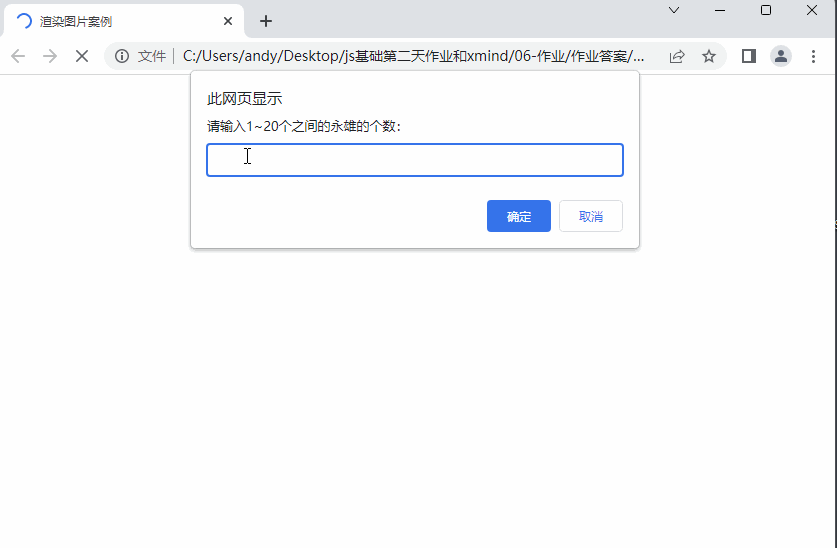 渲染图片案例
文件 C:/Users/andy/Desktop/js基础第二天作业和xmind/06-作业/作业答案/...
此网页显示
请输入1~20个之间的永雄的个数：
确定 取消